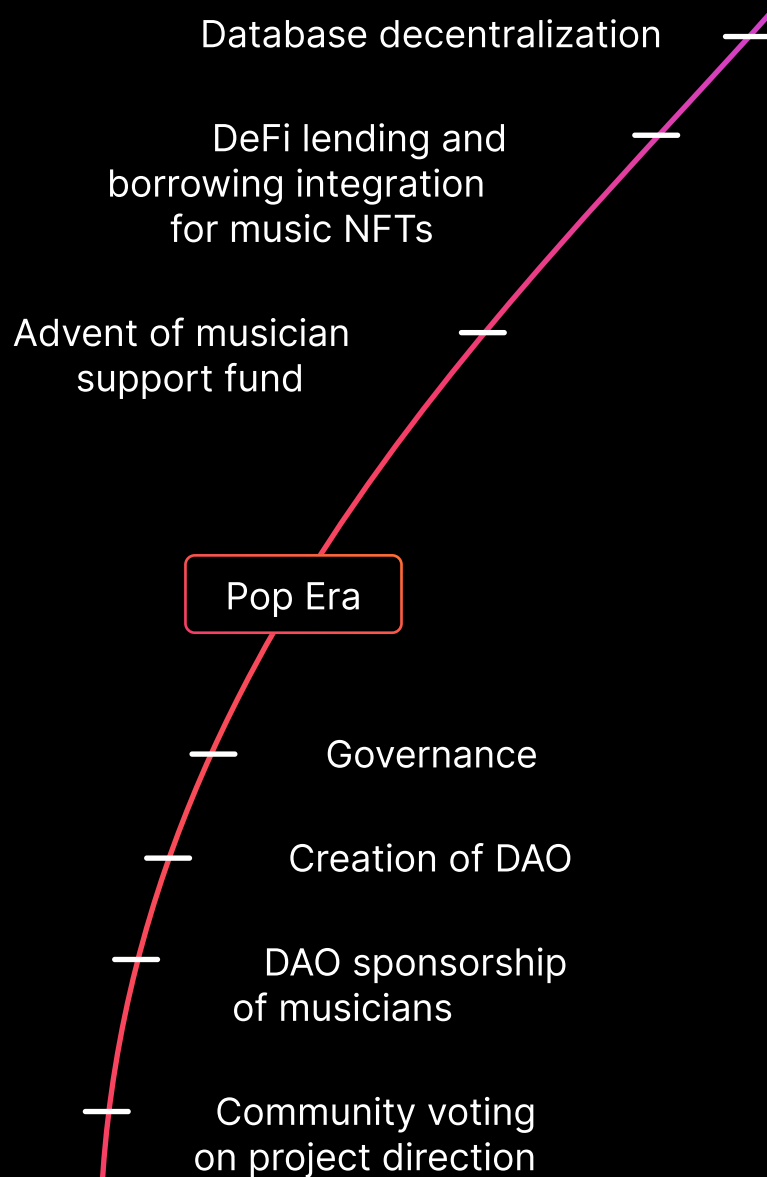 Database decentralization
DeFi lending and
borrowing integration
for music NFTs
Advent of musician
support fund
Pop Era
Governance
Creation of DAO
DAO sponsorship
of musicians
Community voting
on project direction